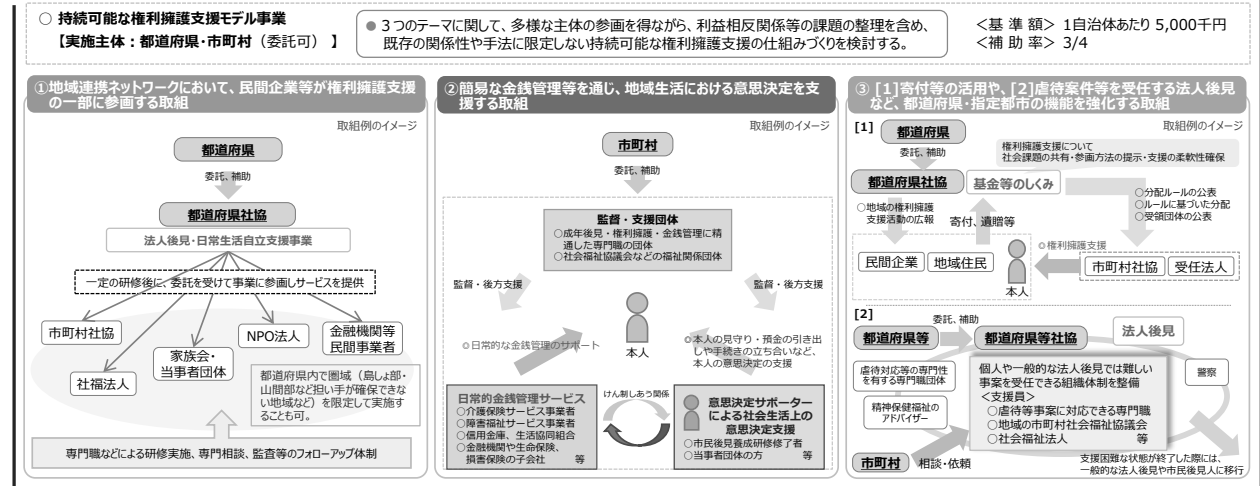 ○ 持続可能な権利擁護支援モデル事業
【実施主体：都道府県・市町村（委託可） 】
● ３つのテーマに関して、多様な主体の参画を得ながら、利益相反関係等の課題の整理を含め、
既存の関係性や手法に限定しない持続可能な権利擁護支援の仕組みづくりを検討する。
＜基 準 額＞ 1自治体あたり 5,000千円
＜補 助 率＞ 3/4
①地域連携ネットワークにおいて、民間企業等が権利擁護支援
の一部に参画する取組
取組例のイメージ
都道府県
委託、補助
都道府県社協
法人後見・日常生活自立支援事業
一定の研修後に、委託を受けて事業に参画しサービスを提供
市町村社協
社福法人
家族会・
当事者団体
NPO法人
金融機関等
民間事業者
都道府県内で圏域（島しょ部・
山間部など担い手が確保できな
い地域など）を限定して実施す
ることも可。
専門職などによる研修実施、専門相談、監査等のフォローアップ体制
②簡易な金銭管理等を通じ、地域生活における意思決定を支
援する取組
取組例のイメージ
市町村
委託、補助
監督・支援団体
○成年後見・権利擁護・金銭管理に精
通した専門職の団体
○社会福祉協議会などの福祉関係団体
監督・後方支援
監督・後方支援
本人
◎日常的な金銭管理のサポート
◎本人の見守り・預金の引き出
しや手続きの立ち合いなど、
本人の意思決定の支援
日常的金銭管理サービス
○介護保険サービス事業者
○障害福祉サービス事業者
○信用金庫、生活協同組合
○金融機関や生命保険、
損害保険の子会社 等
けん制しあう関係
意思決定サポーター
による社会生活上の
意思決定支援
○市民後見養成研修修了者
○当事者団体の方 等
③ [1]寄付等の活用や、[2]虐待案件等を受任する法人後見
など、都道府県・指定都市の機能を強化する取組
取組例のイメージ
[1]
都道府県
委託、補助
権利擁護支援について
社会課題の共有・参画方法の提示・支援の柔軟性確保
都道府県社協
基金等のしくみ
○地域の権利擁護
支援活動の広報
寄付、遺贈等
○分配ルールの公表
○ルールに基づいた分配
○受領団体の公表
民間企業
地域住民
本人
◎権利擁護支援
市町村社協
受任法人
[2]
都道府県等
委託、補助
都道府県等社協
法人後見
虐待対応等の専門性
を有する専門職団体
精神保健福祉の
アドバイザー
個人や一般的な法人後見では難しい
事案を受任できる組織体制を整備
＜支援員＞
○虐待等事案に対応できる専門職
○地域の市町村社会福祉協議会
○社会福祉法人 等
警察
市町村
相談・依頼
支援困難な状態が終了した際には、
一般的な法人後見や市民後見人に移行